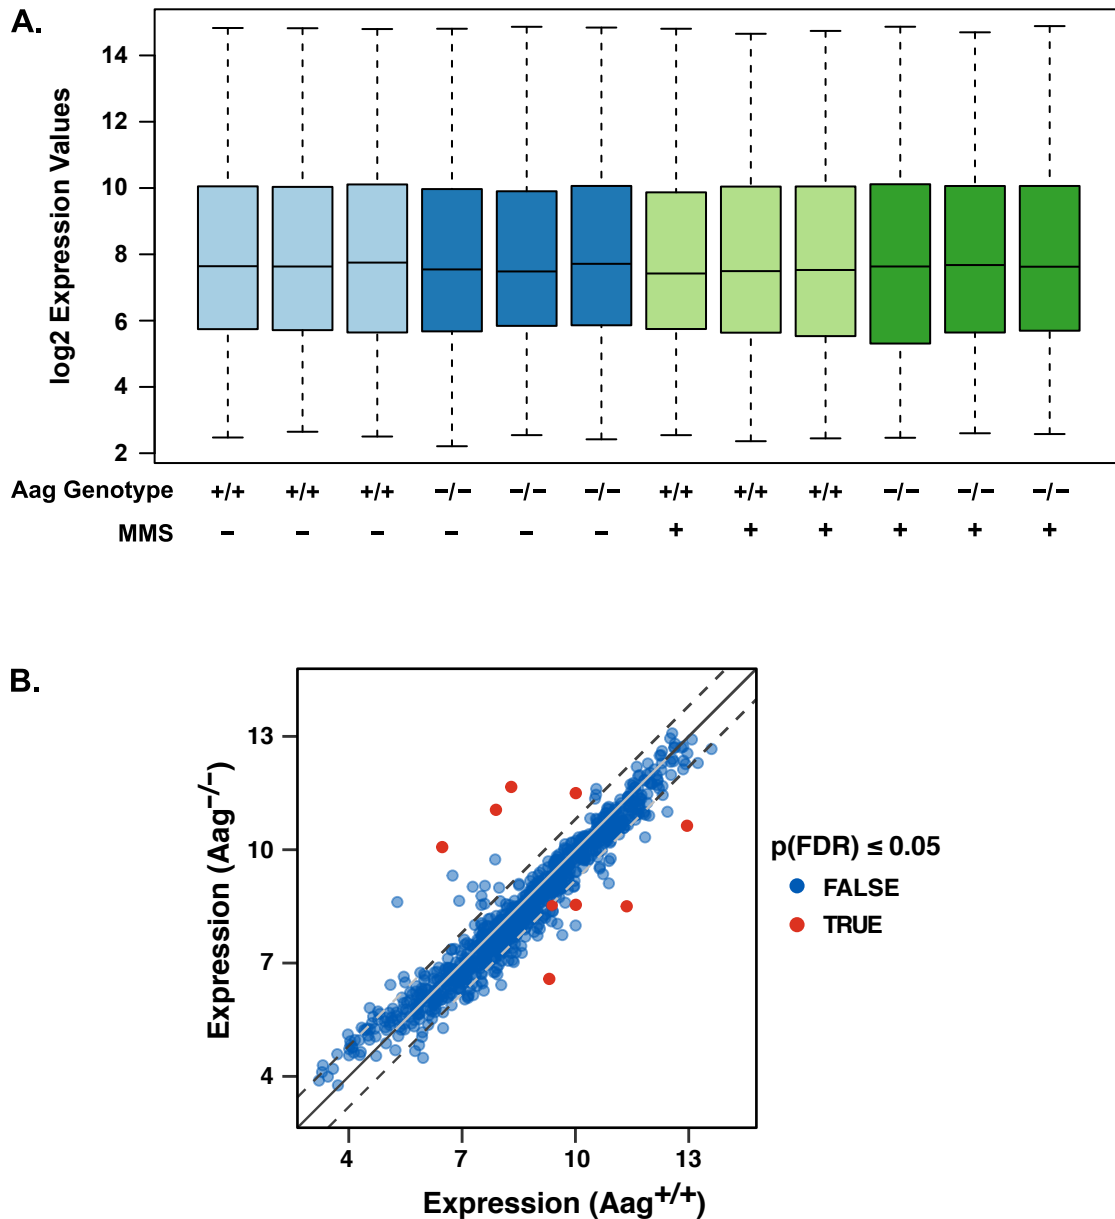 A.
log2 Expression Values
14
12
10
8
6
4
2
Aag Genotype +/+ +/+ +/+ −/− −/− −/− +/+ +/+ +/+ −/− −/− −/−
MMS − − − − − − + + + + + +
B.
Expression (Aag−/−)
13
10
7
4
4 7 10 13
Expression (Aag+/+)
p(FDR) ≤ 0.05
FALSE
TRUE